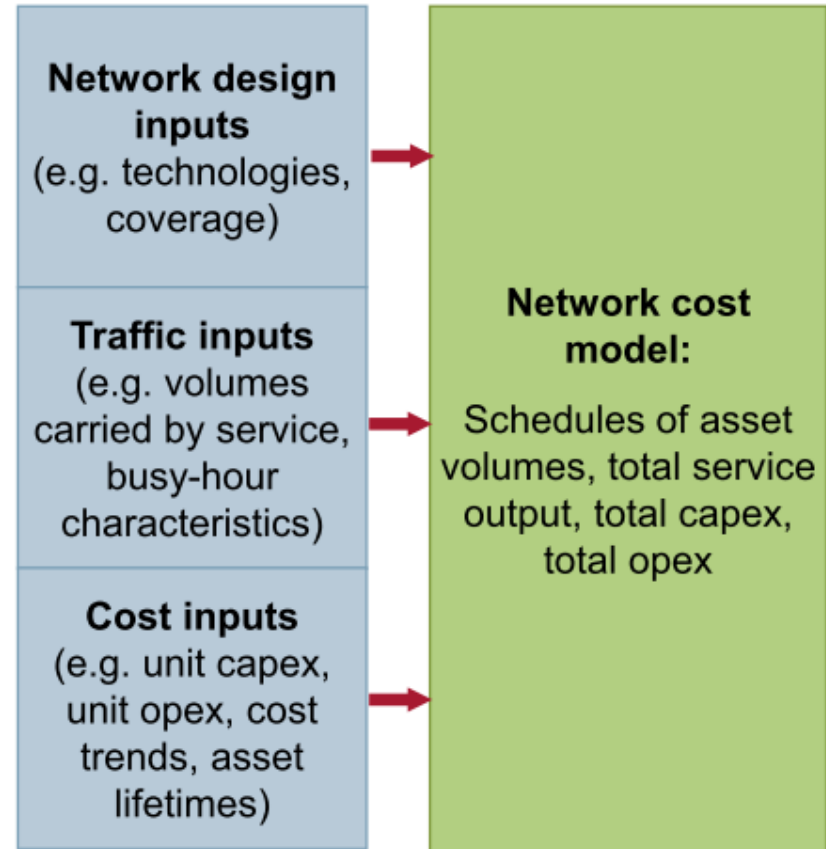 Network design
inputs
(e.g. technologies,
coverage)
Traffic inputs
(e.g. volumes
carried by service,
busy-hour
characteristics)
Cost inputs
(e.g. unit capex,
unit opex, cost
trends, asset
lifetimes)
Network cost
model:
Schedules of asset
volumes, total service
output, total capex,
total opex